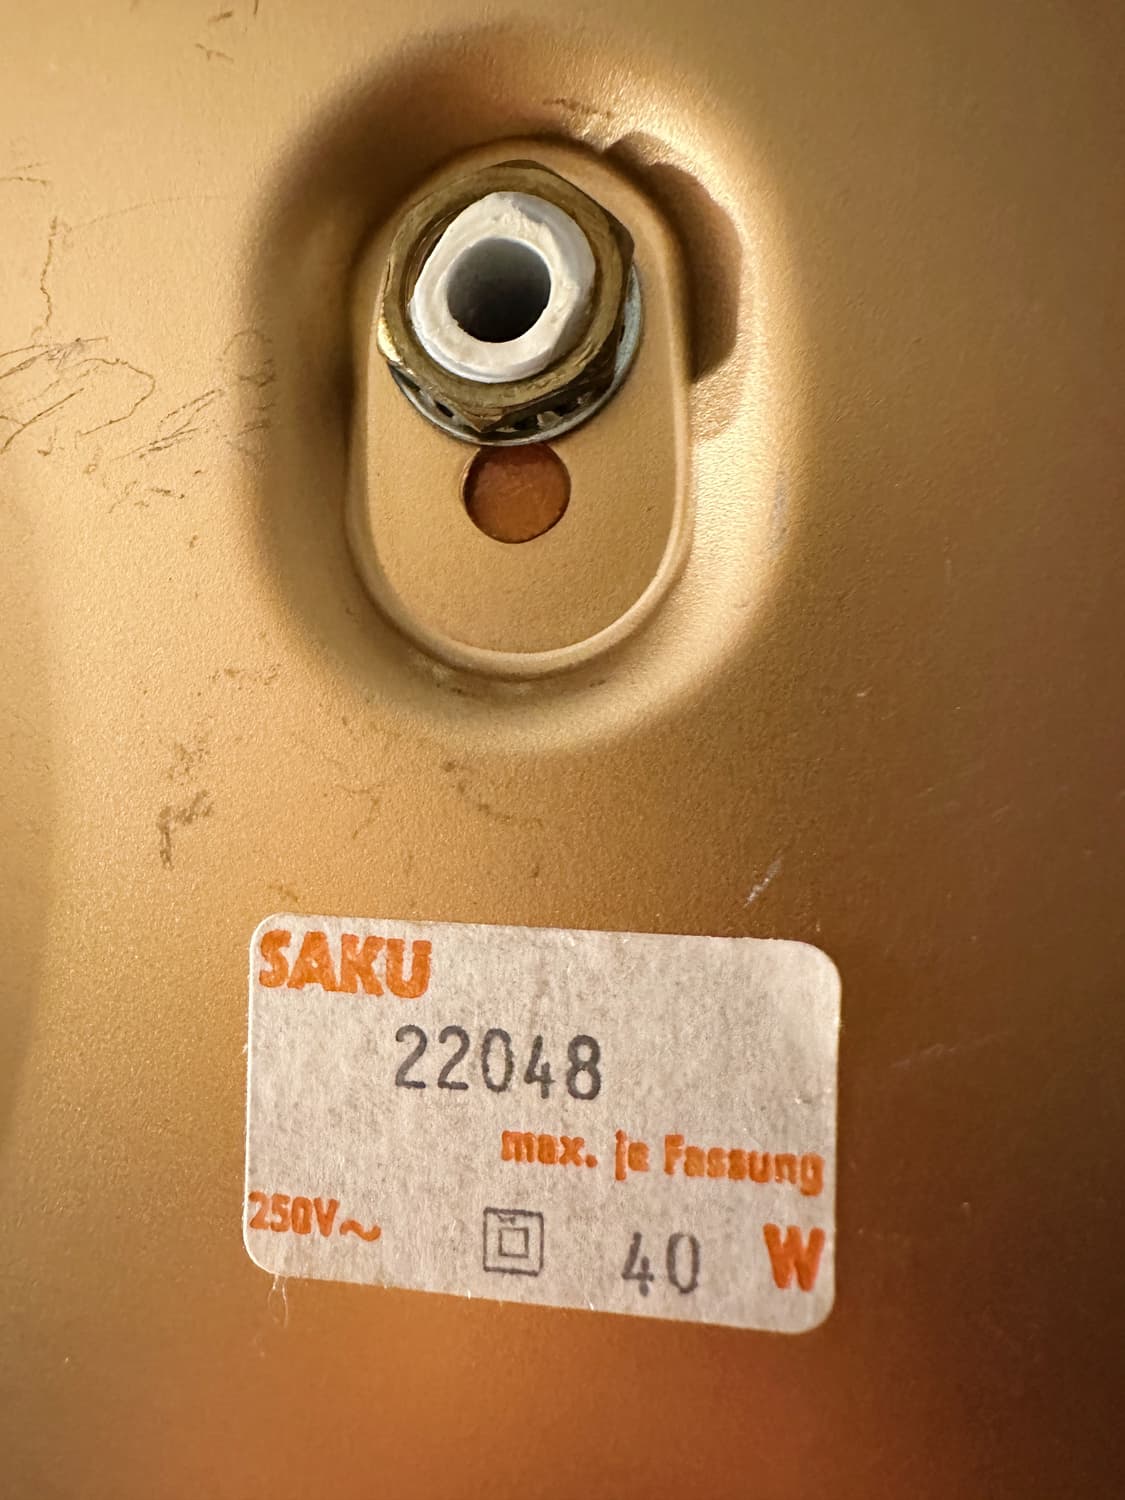 SAKU
22048
max. je Fassung
250V~ 40 W